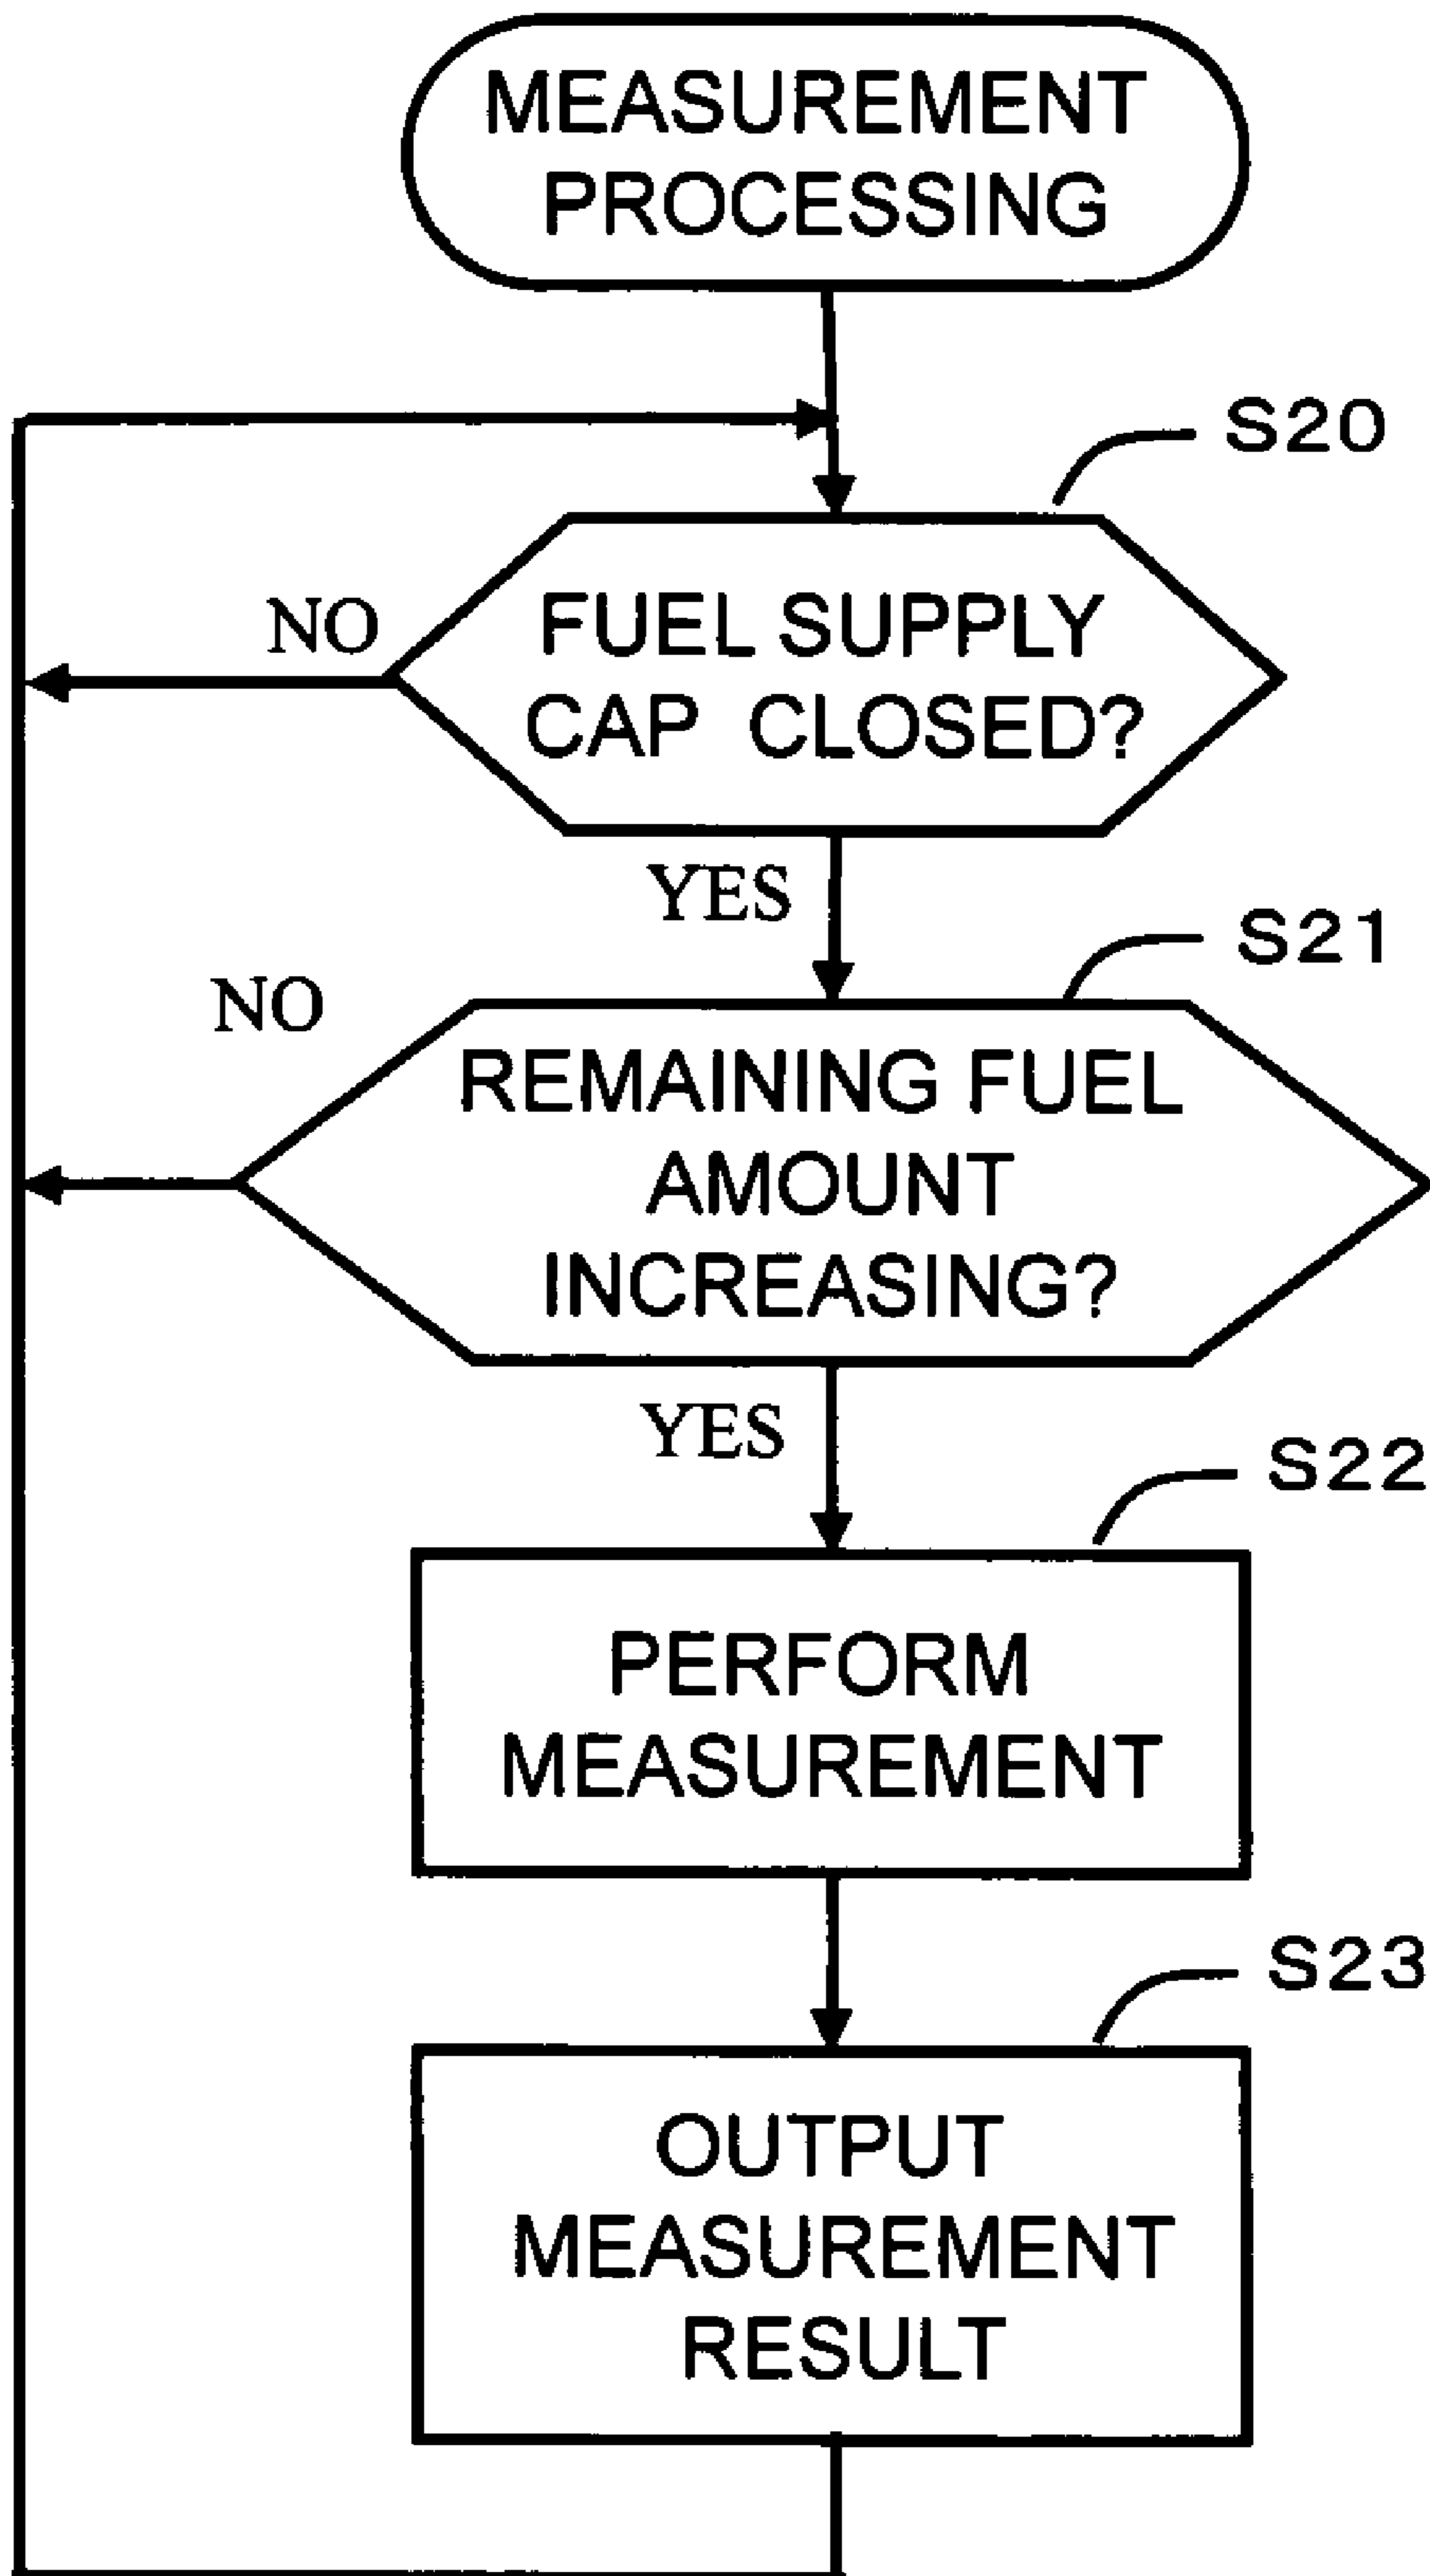 MEASUREMENT
PROCESSING
S20
NO
FUEL SUPPLY
CAP CLOSED?
YES
S21
NO
REMAINING FUEL
AMOUNT
INCREASING?
YES
S22
PERFORM
MEASUREMENT
S23
OUTPUT
MEASUREMENT
RESULT